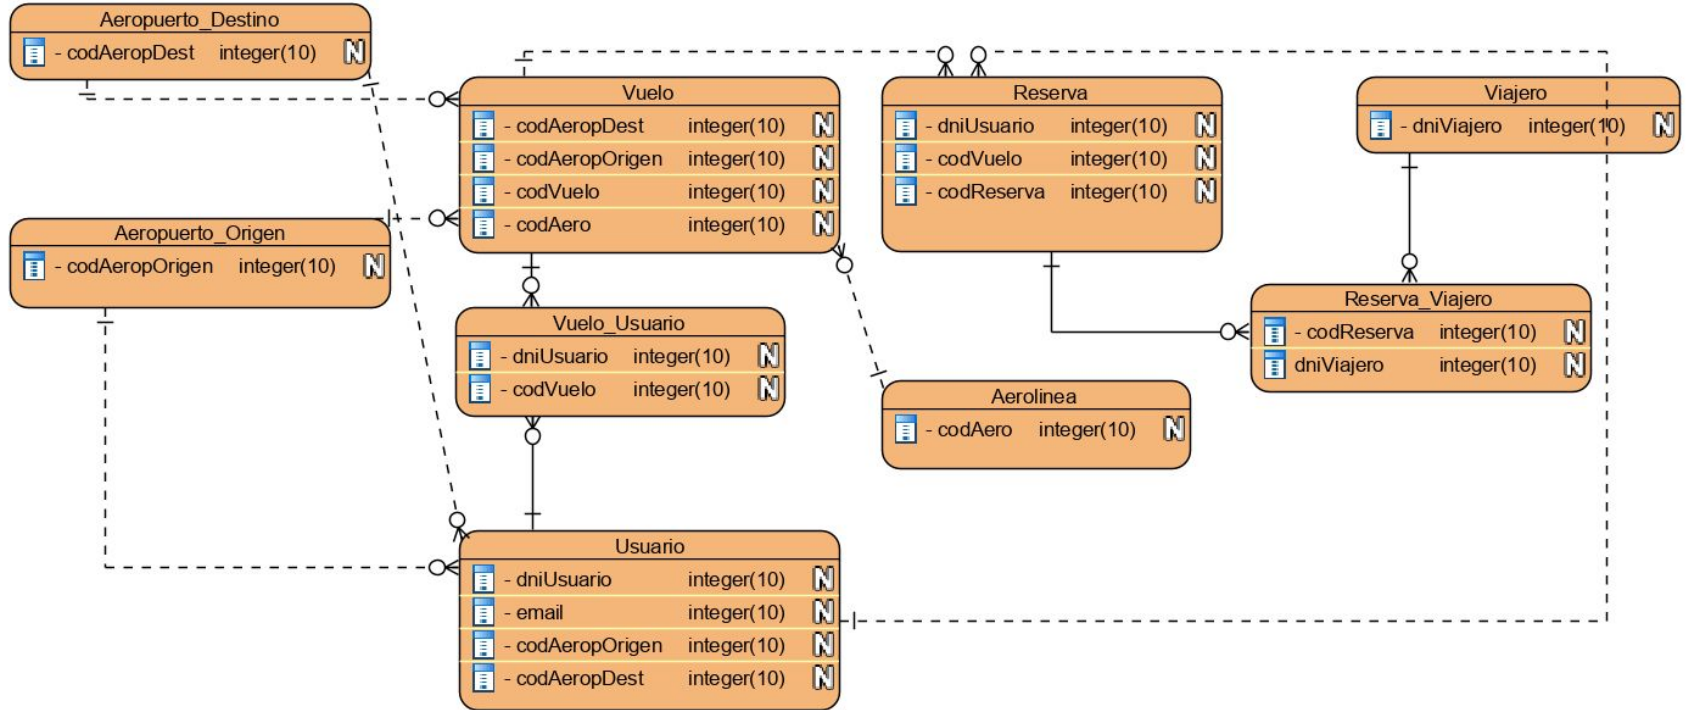 Aeropuerto_Destino
- codAeropDest integer(10) N
Vuelo
- codAeropDest integer(10) N
- codAeropOrigen integer(10) N
- codVuelo integer(10) N
- codAero integer(10) N
Reserva
- dniUsuario integer(10) N
- codVuelo integer(10) N
- codReserva integer(10) N
Viajero
- dniViajero integer(10) N
Aeropuerto_Origen
- codAeropOrigen integer(10) N
Vuelo_Usuario
- dniUsuario integer(10) N
- codVuelo integer(10) N
Reserva_Viajero
- codReserva integer(10) N
dniViajero integer(10) N
Aerolinea
- codAero integer(10) N
Usuario
- dniUsuario integer(10) N
- email integer(10) N
- codAeropOrigen integer(10) N
- codAeropDest integer(10) N